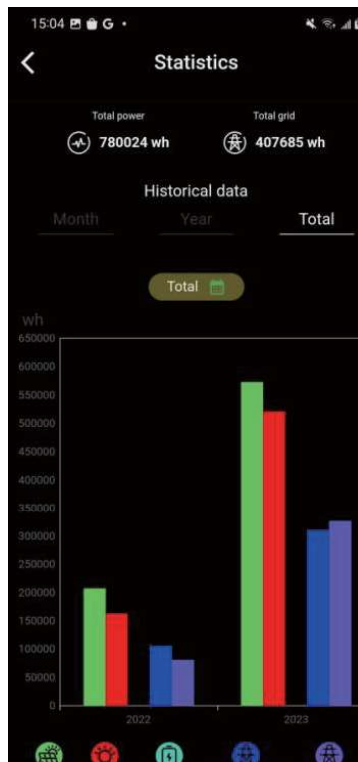 15:04 G •
Statistics
Total power
Total grid
780024 wh
407685 wh
Historical data
Month Year Total
Total
wh
650000
600000
550000
500000
450000
400000
350000
300000
250000
200000
150000
100000
50000
0
2022 2023